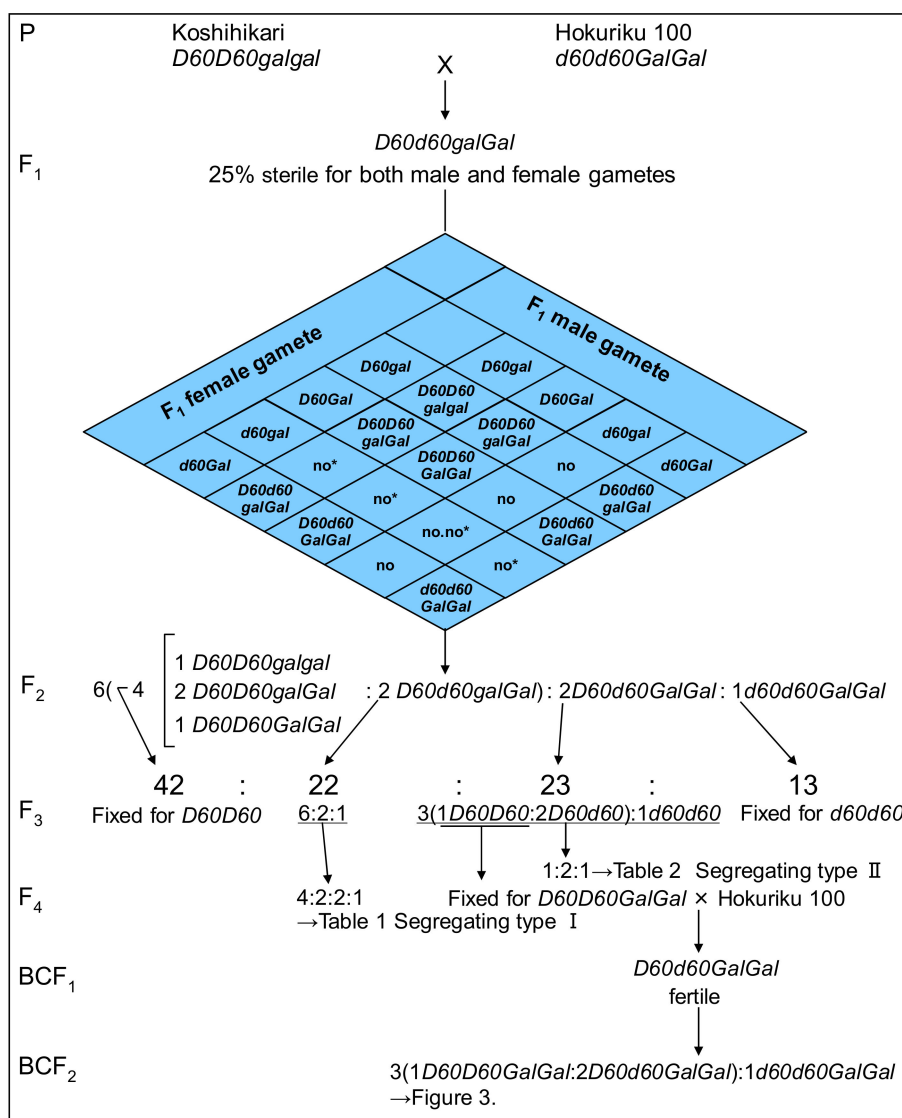 P
Koshihikari
D60D60galgal
X
Hokuriku 100
d60d60GalGal
F1
D60d60galGal
25% sterile for both male and female gametes
F1 female gamete
F1 male gamete
D60gal
D60gal
D60Gal
D60D60
galgal
D60Gal
d60gal
D60D60
galGal
D60D60
galGal
d60gal
d60Gal
no*
D60D60
GalGal
no
d60Gal
D60d60
galGal
no*
no
D60d60
galGal
D60d60
GalGal
no.no*
D60d60
GalGal
no
no*
d60d60
GalGal
F2
6( 4
1 D60D60galgal
2 D60D60galGal
1 D60D60GalGal
: 2 D60d60galGal) : 2D60d60GalGal : 1d60d60GalGal
42 : 22 : 23 : 13
F3
Fixed for D60D60
6:2:1
3(1D60D60:2D60d60):1d60d60
Fixed for d60d60
1:2:1→Table 2 Segregating type Ⅱ
F4
4:2:2:1
→Table 1 Segregating type Ⅰ
Fixed for D60D60GalGal × Hokuriku 100
BCF1
D60d60GalGal
fertile
BCF2
3(1D60D60GalGal:2D60d60GalGal):1d60d60GalGal
→Figure 3.